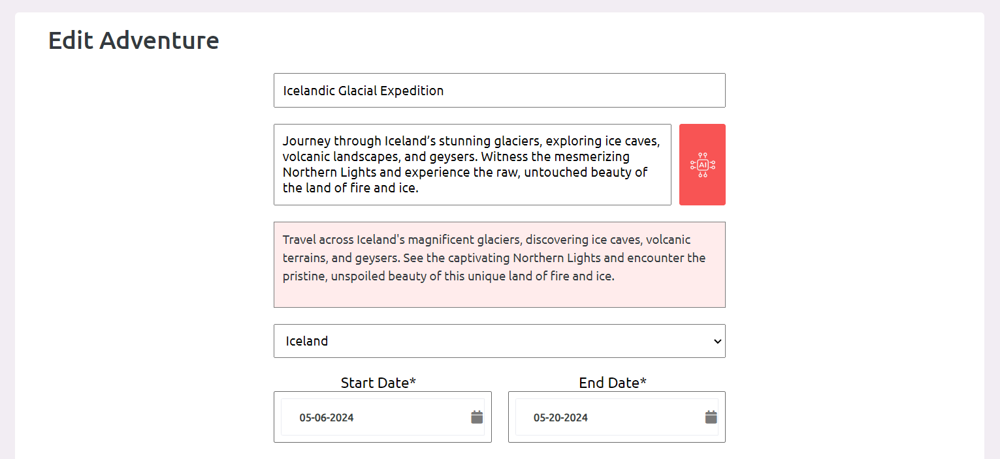 Edit Adventure
Icelandic Glacial Expedition
Journey through Iceland’s stunning glaciers, exploring ice caves,
volcanic landscapes, and geysers. Witness the mesmerizing
Northern Lights and experience the raw, untouched beauty of
the land of fire and ice.
AI
Travel across Iceland's magnificent glaciers, discovering ice caves, volcanic
terrains, and geysers. See the captivating Northern Lights and encounter the
pristine, unspoiled beauty of this unique land of fire and ice.
Iceland
Start Date* End Date*
05-06-2024 05-20-2024